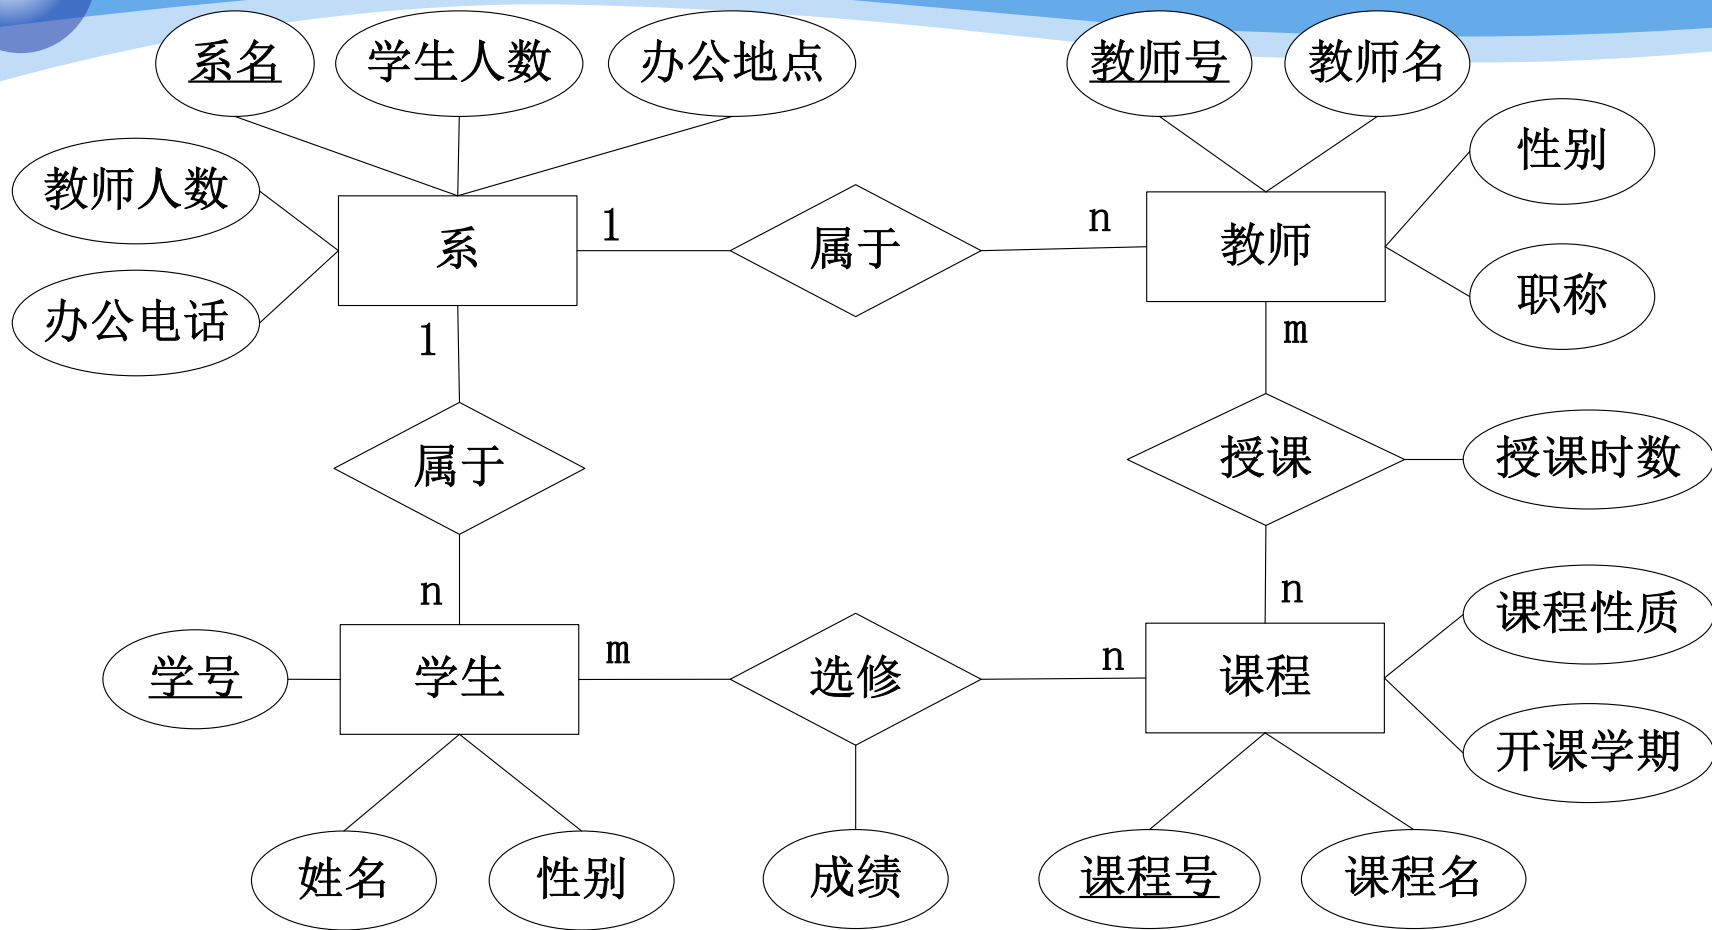 系名 学生人数 办公地点 教师号 教师名
性别
教师人数
系 1 属于 n 教师
办公电话 职称
1 m
属于 授课 授课时数
n n 课程性质
学号 学生 m 选修 n 课程
开课学期
姓名 性别 成绩 课程号 课程名